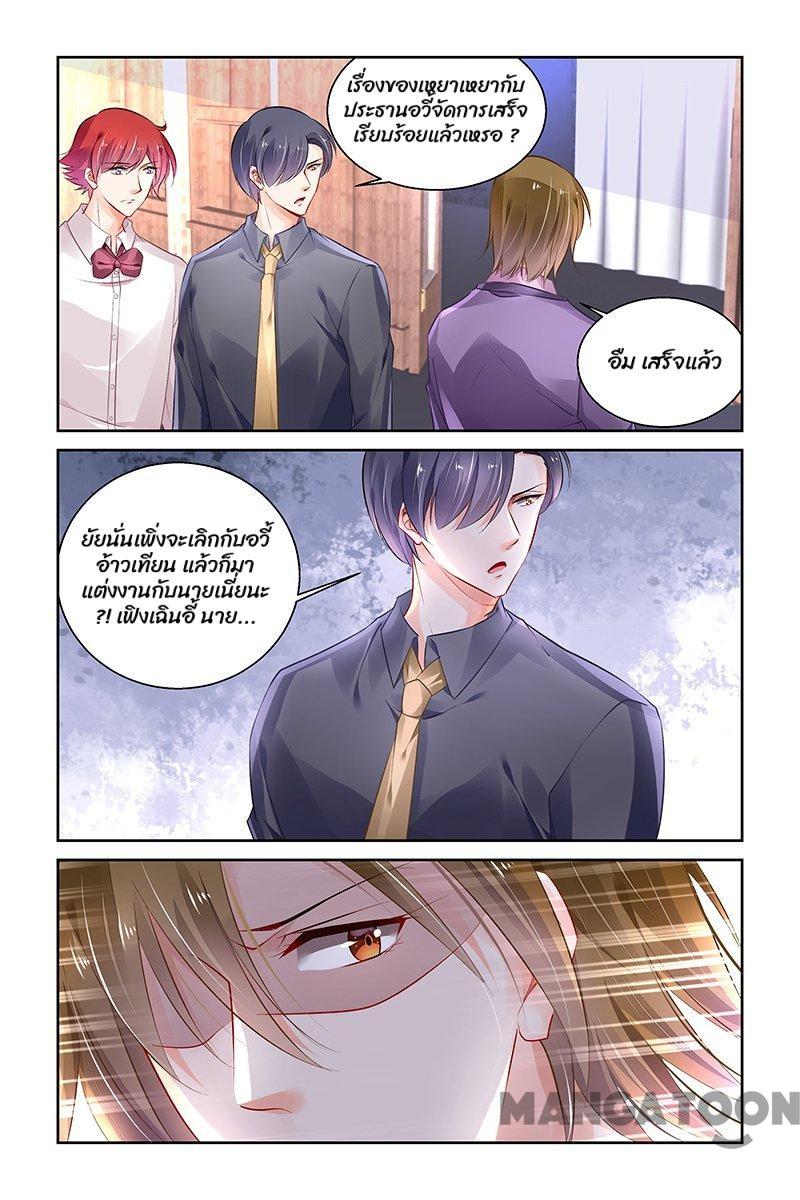 เรื่องของเหยาเหยากับ
ประธานอวี้จัดการเสร็จ
เรียบร้อยแล้วเหรอ ?
อืม เสร็จแล้ว
ยัยนั่นเพิ่งจะเลิกกับอวี้
อ้าวเทียน แล้วก็มา
แต่งงานกับนายเนี่ยนะ
?! เฟิงเฉินอี้ นาย...
MANGATOON